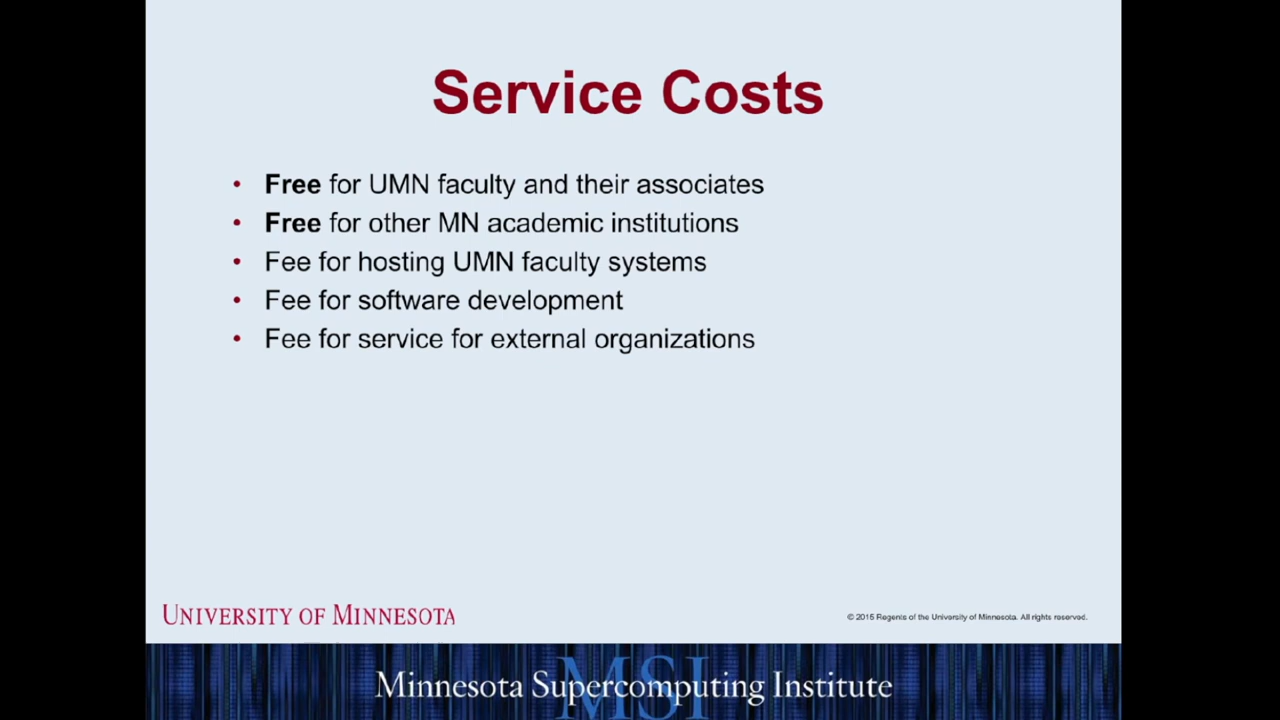 Service Costs
• Free for UMN faculty and their associates
• Free for other MN academic institutions
• Fee for hosting UMN faculty systems
• Fee for software development
• Fee for service for external organizations
UNIVERSITY OF MINNESOTA
© 2015 Regents of the University of Minnesota. All rights reserved.
MSI
Minnesota Supercomputing Institute